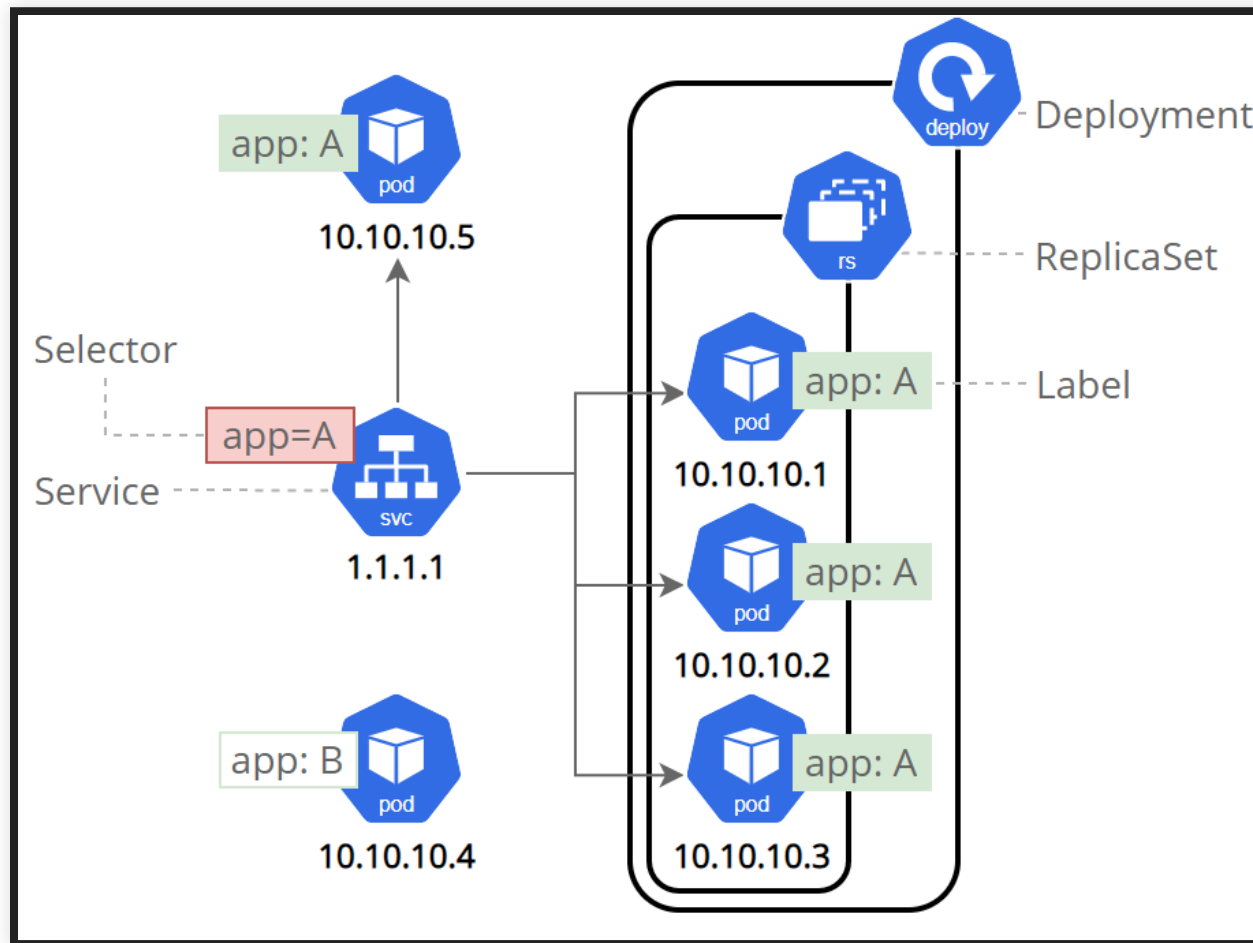 deploy
Deployment
app: A
pod
10.10.10.5
rs
ReplicaSet
Selector
app: A
Label
pod
10.10.10.1
app=A
Service
svc
1.1.1.1
app: A
pod
10.10.10.2
app: B
pod
10.10.10.4
app: A
pod
10.10.10.3